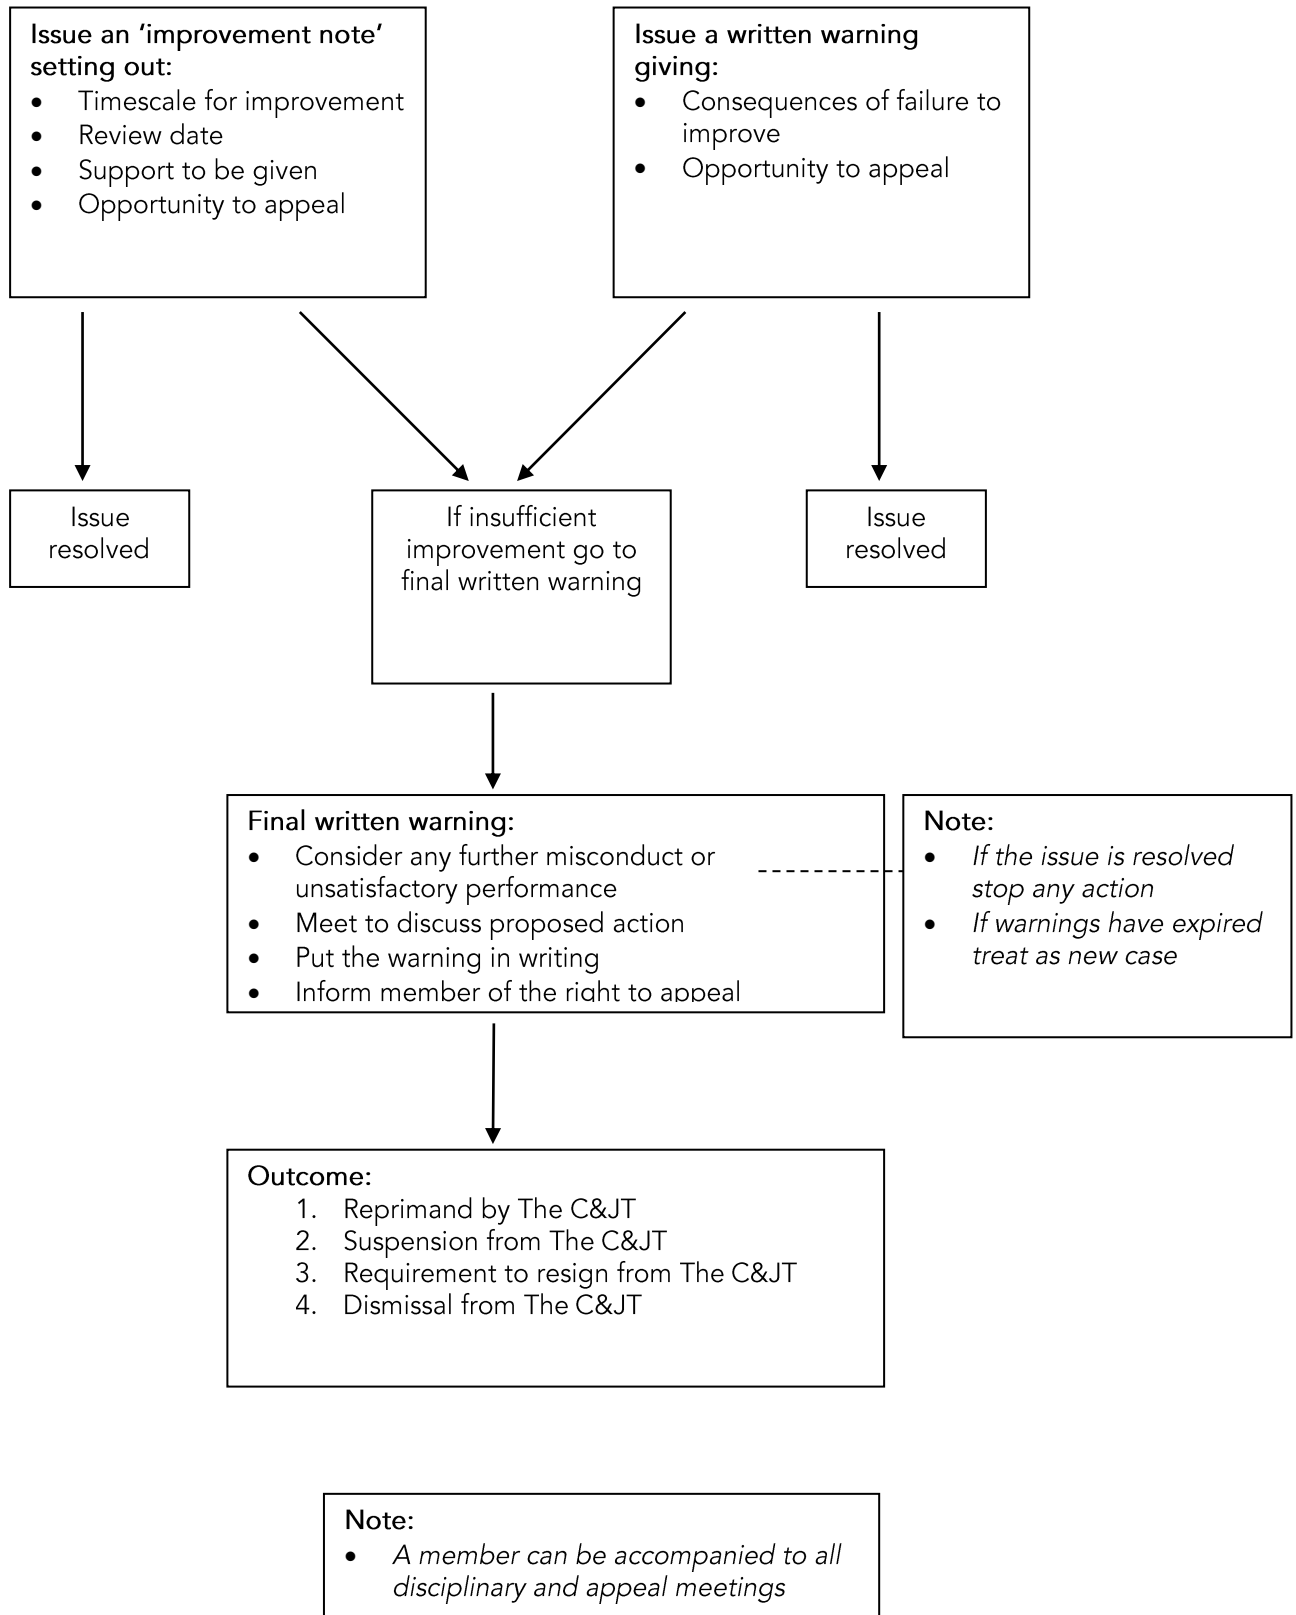 Issue an ‘improvement note’
setting out:
• Timescale for improvement
• Review date
• Support to be given
• Opportunity to appeal
Issue a written warning
giving:
• Consequences of failure to
improve
• Opportunity to appeal
Issue
resolved
If insufficient
improvement go to
final written warning
Issue
resolved
Final written warning:
• Consider any further misconduct or
unsatisfactory performance
• Meet to discuss proposed action
• Put the warning in writing
• Inform member of the right to appeal
Note:
• If the issue is resolved
stop any action
• If warnings have expired
treat as new case
Outcome:
1. Reprimand by The C&JT
2. Suspension from The C&JT
3. Requirement to resign from The C&JT
4. Dismissal from The C&JT
Note:
• A member can be accompanied to all
disciplinary and appeal meetings